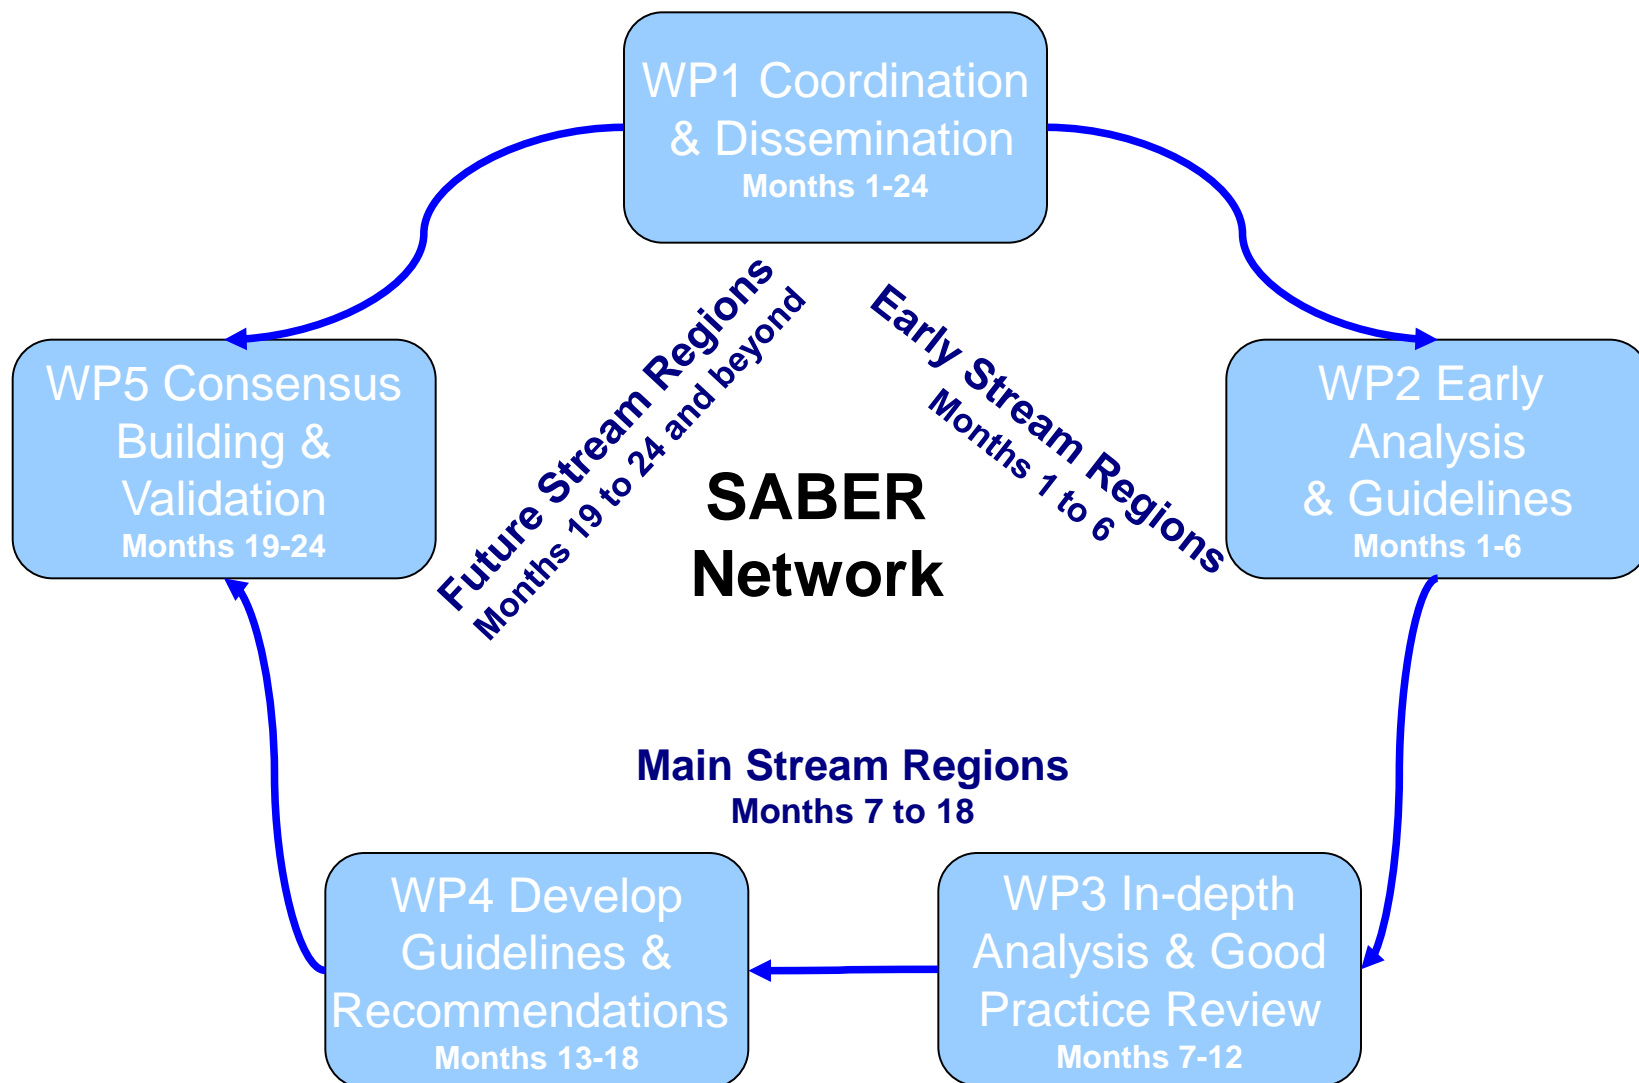 WP1 Coordination
& Dissemination
Months 1-24
Future Stream Regions
Months 19 to 24 and beyond
Early Stream Regions
Months 1 to 6
WP5 Consensus
Building &
Validation
Months 19-24
SABER
Network
WP2 Early
Analysis
& Guidelines
Months 1-6
Main Stream Regions
Months 7 to 18
WP4 Develop
Guidelines &
Recommendations
Months 13-18
WP3 In-depth
Analysis & Good
Practice Review
Months 7-12